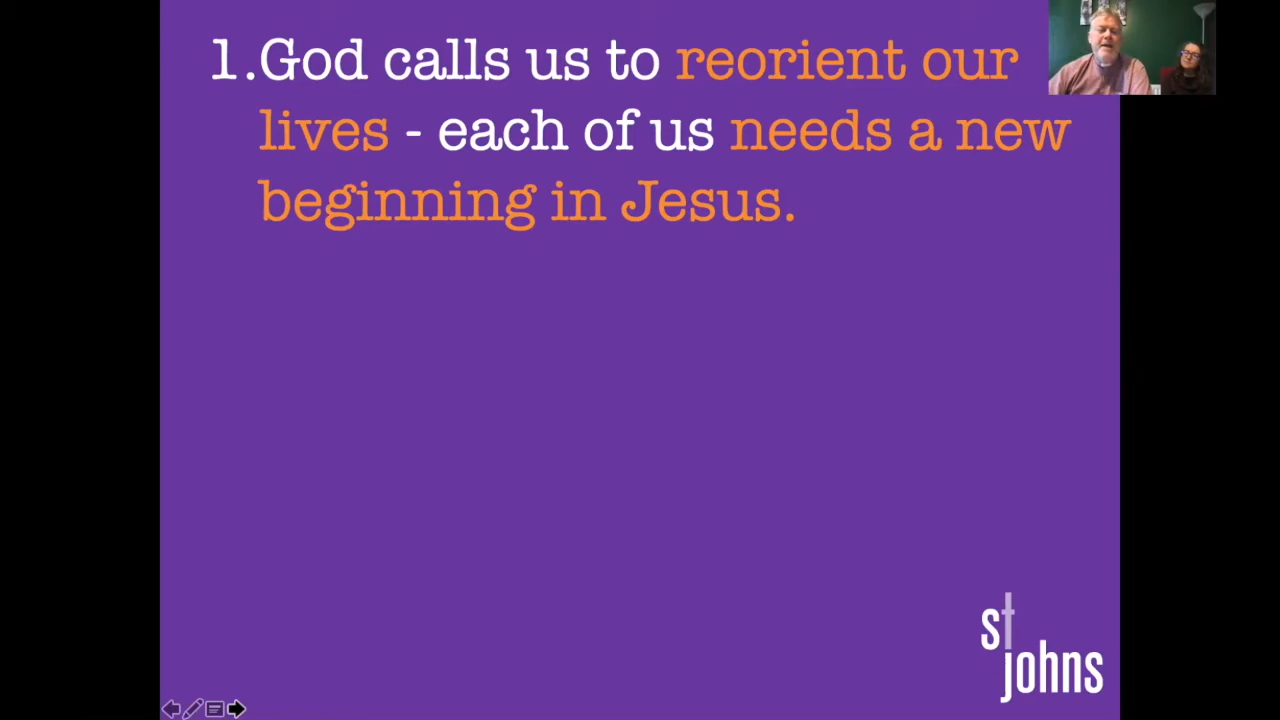 1. God calls us to reorient our
lives - each of us needs a new
beginning in Jesus.
st
johns